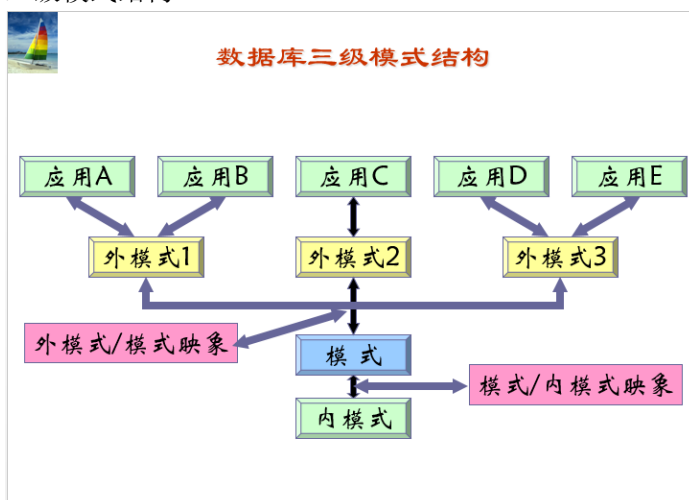 数据库三级模式结构
应用A
应用B
应用C
应用D
应用E
外模式1
外模式2
外模式3
外模式/模式映象
模 式
模式/内模式映象
内模式